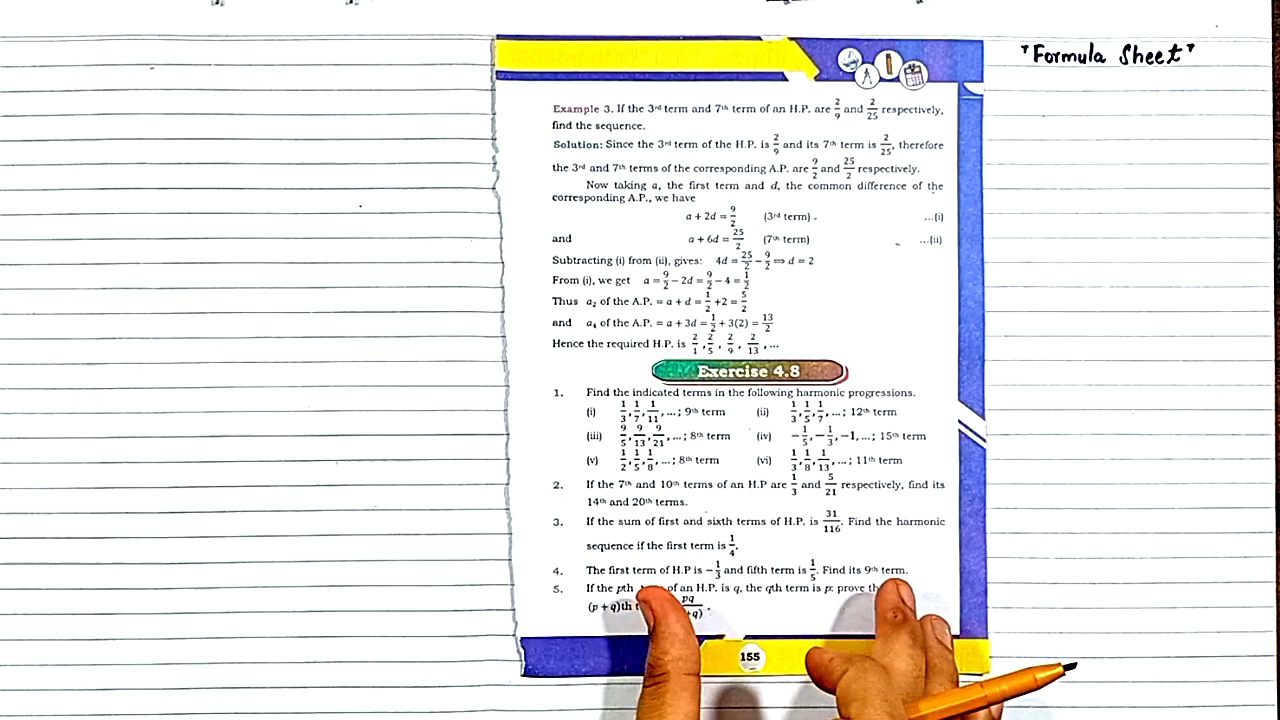 "Formula Sheet"
Example 3. If the 3rd term and 7th term of an H.P. are 2/9 and 2/25 respectively,
find the sequence.
Solution: Since the 3rd term of the H.P. is 2/9 and its 7th term is 2/25, therefore
the 3rd and 7th terms of the corresponding A.P. are 9/2 and 25/2 respectively.
Now taking a, the first term and d, the common difference of the
corresponding A.P., we have
a + 2d = 9/2 (3rd term) ...(i)
and a + 6d = 25/2 (7th term) ...(ii)
Subtracting (i) from (ii), gives: 4d = 25/2 − 9/2 ⟹ d = 2
From (i), we get a = 9/2 − 2d = 9/2 − 4 = 1/2
Thus a₂ of the A.P. = a + d = 1/2 + 2 = 5/2
and a₄ of the A.P. = a + 3d = 1/2 + 3(2) = 13/2
Hence the required H.P. is 2/1, 2/5, 2/9, 2/13, ...
Exercise 4.8
1. Find the indicated terms in the following harmonic progressions.
(i) 1/3, 1/7, 1/11, ...; 9th term (ii) 1/3, 1/5, 1/7, ...; 12th term
(iii) 9/5, 9/13, 9/21, ...; 8th term (iv) −1/5, −1/3, −1, ...; 15th term
(v) 1/2, 1/5, 1/8, ...; 8th term (vi) 1/3, 1/8, 1/13, ...; 11th term
2. If the 7th and 10th terms of an H.P are 1/3 and 5/21 respectively, find its
14th and 20th terms.
3. If the sum of first and sixth terms of H.P. is 31/116. Find the harmonic
sequence if the first term is 1/4.
4. The first term of H.P is −1/3 and fifth term is 1/5. Find its 9th term.
5. If the pth of an H.P. is q, the qth term is p; prove
(p + q)th pq
155